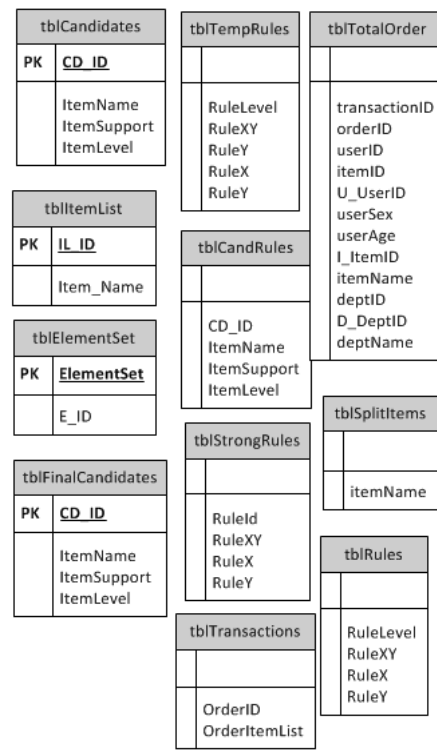 tblCandidates
PK CD_ID
ItemName
ItemSupport
ItemLevel
tblItemList
PK IL_ID
Item_Name
tblElementSet
PK ElementSet
E_ID
tblFinalCandidates
PK CD_ID
ItemName
ItemSupport
ItemLevel
tblTempRules
RuleLevel
RuleXY
RuleY
RuleX
RuleY
tblCandRules
CD_ID
ItemName
ItemSupport
ItemLevel
tblStrongRules
RuleId
RuleXY
RuleX
RuleY
tblTransactions
OrderID
OrderItemList
tblTotalOrder
transactionID
orderID
userID
itemID
U_UserID
userSex
userAge
I_ItemID
itemName
deptID
D_DeptID
deptName
tblSplitItems
itemName
tblRules
RuleLevel
RuleXY
RuleX
RuleY